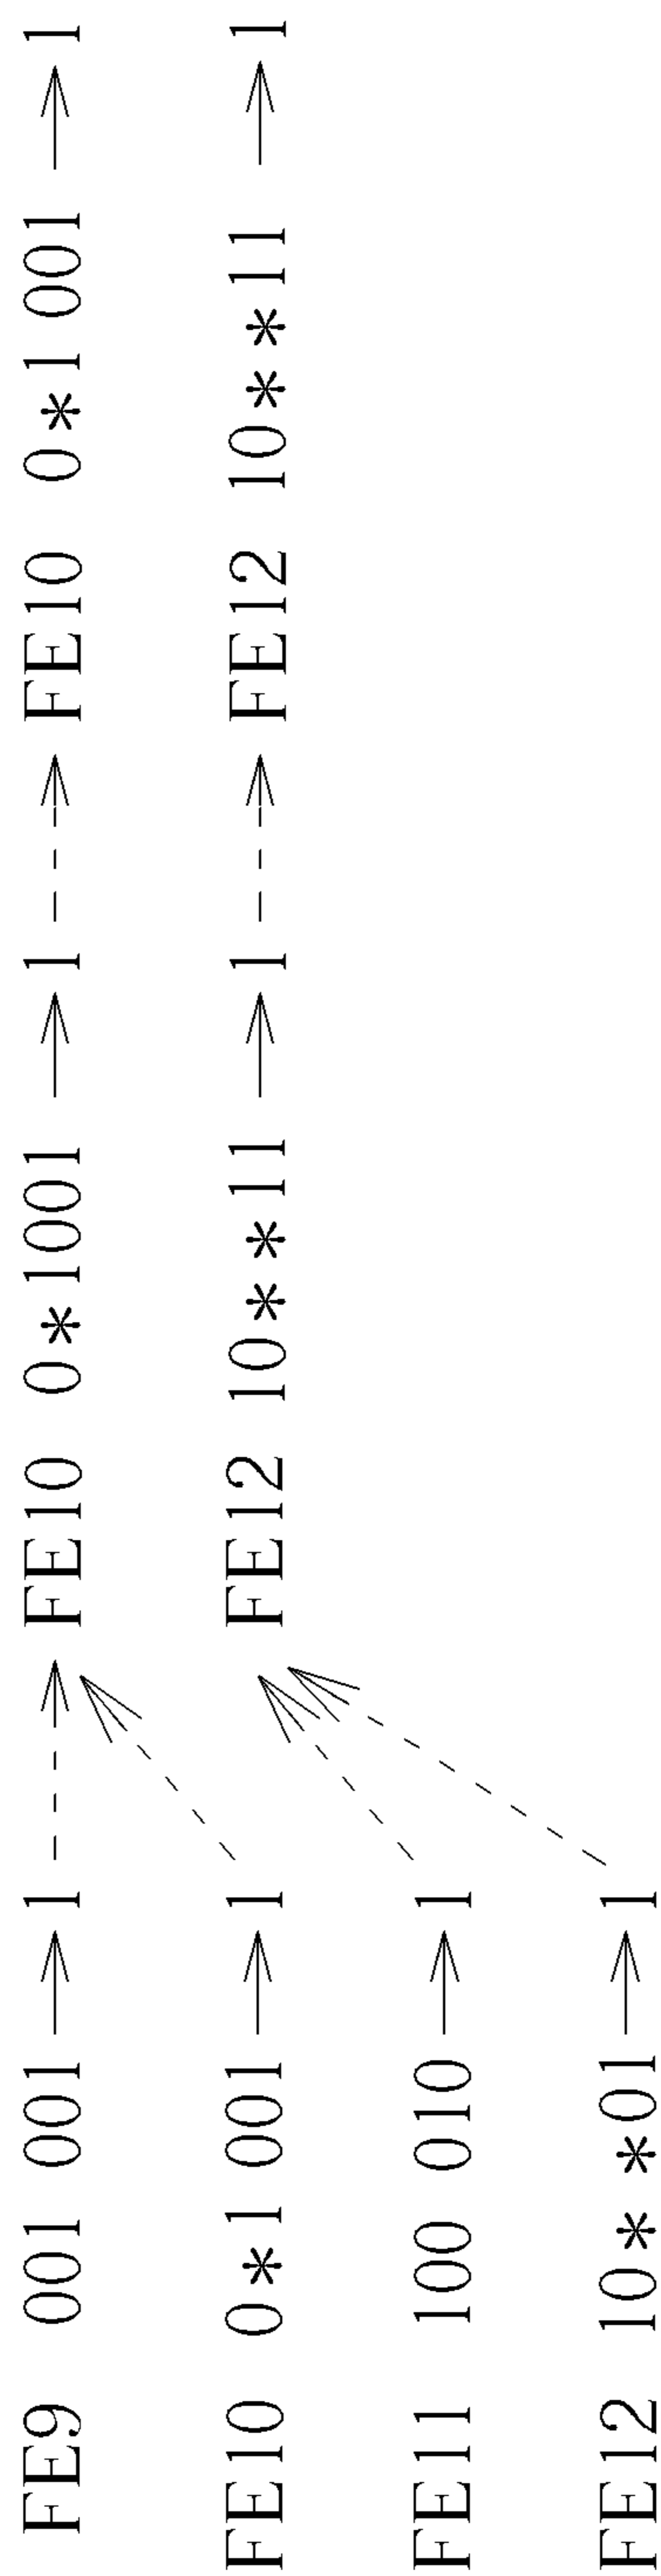 FE9 001 001 → 1 → FE10 0*1001 → 1 → FE10 0*1 001 → 1
FE10 0*1 001 → 1 → FE12 10**11 → 1 → FE12 10**11 → 1
FE11 100 010 → 1
FE12 10**01 → 1